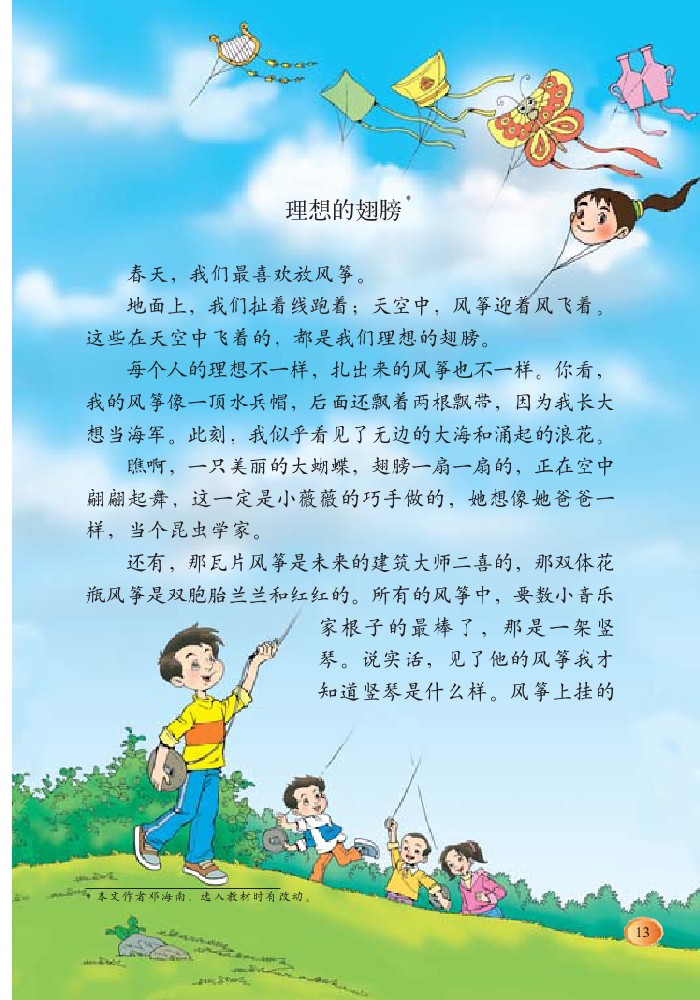 理想的翅膀*
春天，我们最喜欢放风筝。
地面上，我们扯着线跑着；天空中，风筝迎着风飞着。
这些在天空中飞着的，都是我们理想的翅膀。
每个人的理想不一样，扎出来的风筝也不一样。你看，
我的风筝像一顶水兵帽，后面还飘着两根飘带，因为我长大
想当海军。此刻，我似乎看见了无边的大海和涌起的浪花。
瞧啊，一只美丽的大蝴蝶，翅膀一扇一扇的，正在空中
翩翩起舞，这一定是小薇薇的巧手做的，她想像她爸爸一
样，当个昆虫学家。
还有，那瓦片风筝是未来的建筑大师二喜的，那双体花
瓶风筝是双胞胎兰兰和红红的。所有的风筝中，要数小音乐
家根子的最棒了，那是一架竖
琴。说实话，见了他的风筝我才
知道竖琴是什么样。风筝上挂的
* 本文作者邓海南，选入教材时有改动。
13